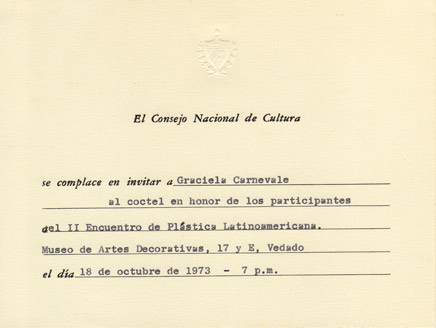 El Consejo Nacional de Cultura
se complace en invitar a Graciela Carnevale
al coctel en honor de los participantes
del II Encuentro de Plástica Latinoamericana.
Museo de Artes Decorativas, 17 y E, Vedado
el día 18 de octubre de 1973 - 7 p.m.